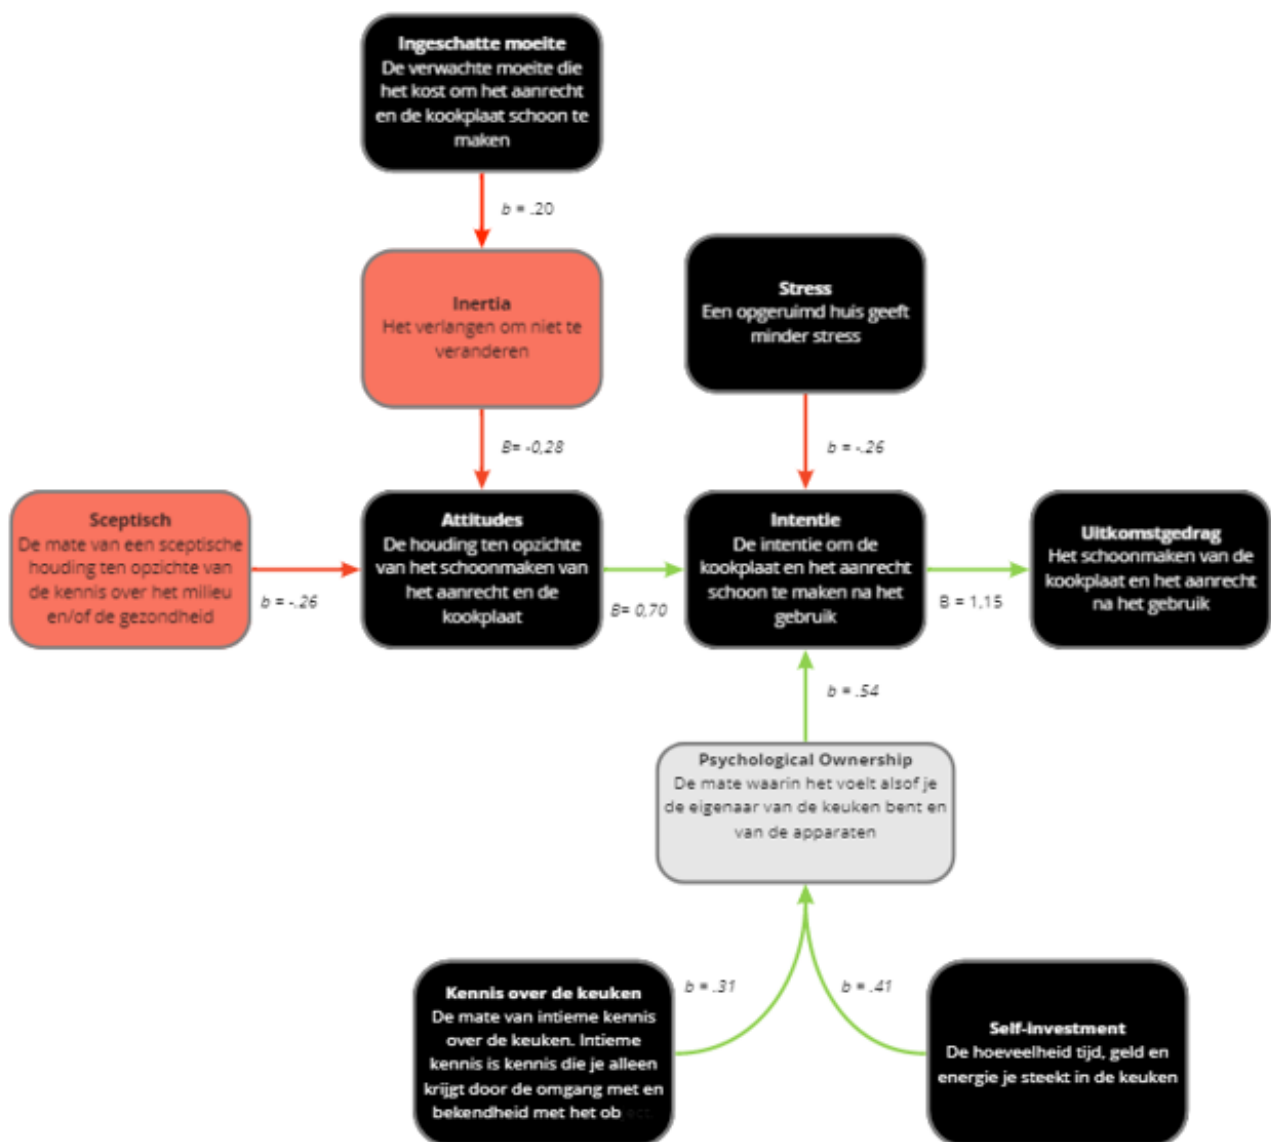 Ingeschatte moeite
De verwachte moeite die
het kost om het aanrecht
en de kookplaat schoon te
maken
b = .20
Inertia
Het verlangen om niet te
veranderen
Stress
Een opgeruimd huis geeft
minder stress
B= -0,28
b = -.26
Sceptisch
De mate van een sceptische
houding ten opzichte van
de kennis over het milieu
en/of de gezondheid
b = -.26
Attitudes
De houding ten opzichte
van het schoonmaken van
het aanrecht en de
kookplaat
B= 0,70
Intentie
De intentie om de
kookplaat en het aanrecht
schoon te maken na het
gebruik
B = 1,15
Uitkomstgedrag
Het schoonmaken van de
kookplaat en het aanrecht
na het gebruik
b = .54
Psychological Ownership
De mate waarin het voelt alsof je
de eigenaar van de keuken bent en
van de apparaten
b = .31
b = .41
Kennis over de keuken
De mate van intieme kennis
over de keuken. Intieme
kennis is kennis die je alleen
krijgt door de omgang met en
bekendheid met het object.
Self-investment
De hoeveelheid tijd, geld en
energie je steekt in de keuken